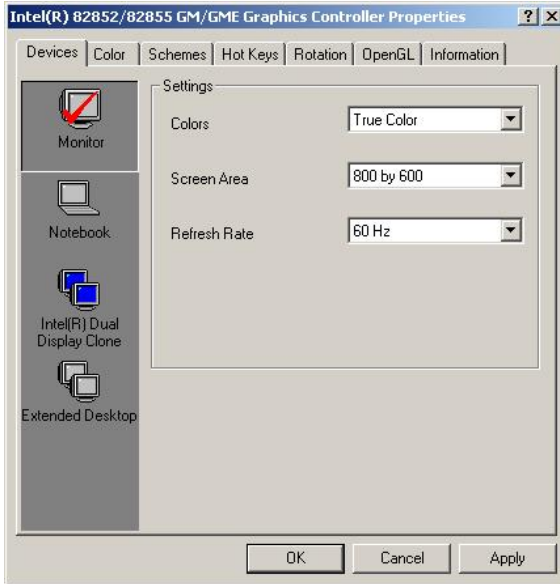 Intel(R) 82852/82855 GM/GME Graphics Controller Properties
Devices Color Schemes Hot Keys Rotation OpenGL Information
Settings
Monitor
Colors True Color
Screen Area 800 by 600
Notebook
Refresh Rate 60 Hz
Intel(R) Dual
Display Clone
Extended Desktop
OK Cancel Apply